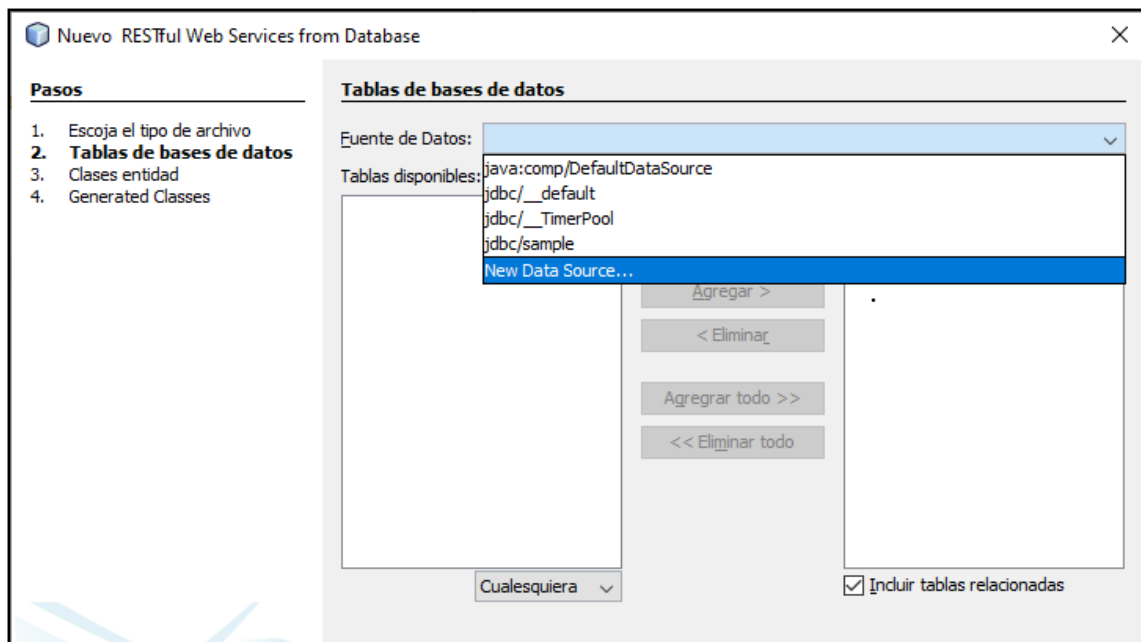 Nuevo RESTful Web Services from Database
Pasos
1. Escoja el tipo de archivo
2. Tablas de bases de datos
3. Clases entidad
4. Generated Classes
Tablas de bases de datos
Fuente de Datos:
java:comp/DefaultDataSource
jdbc/__default
jdbc/__TimerPool
jdbc/sample
New Data Source...
Tablas disponibles:
Agregar >
< Eliminar
Agregrar todo >>
<< Eliminar todo
Cualesquiera
Incluir tablas relacionadas